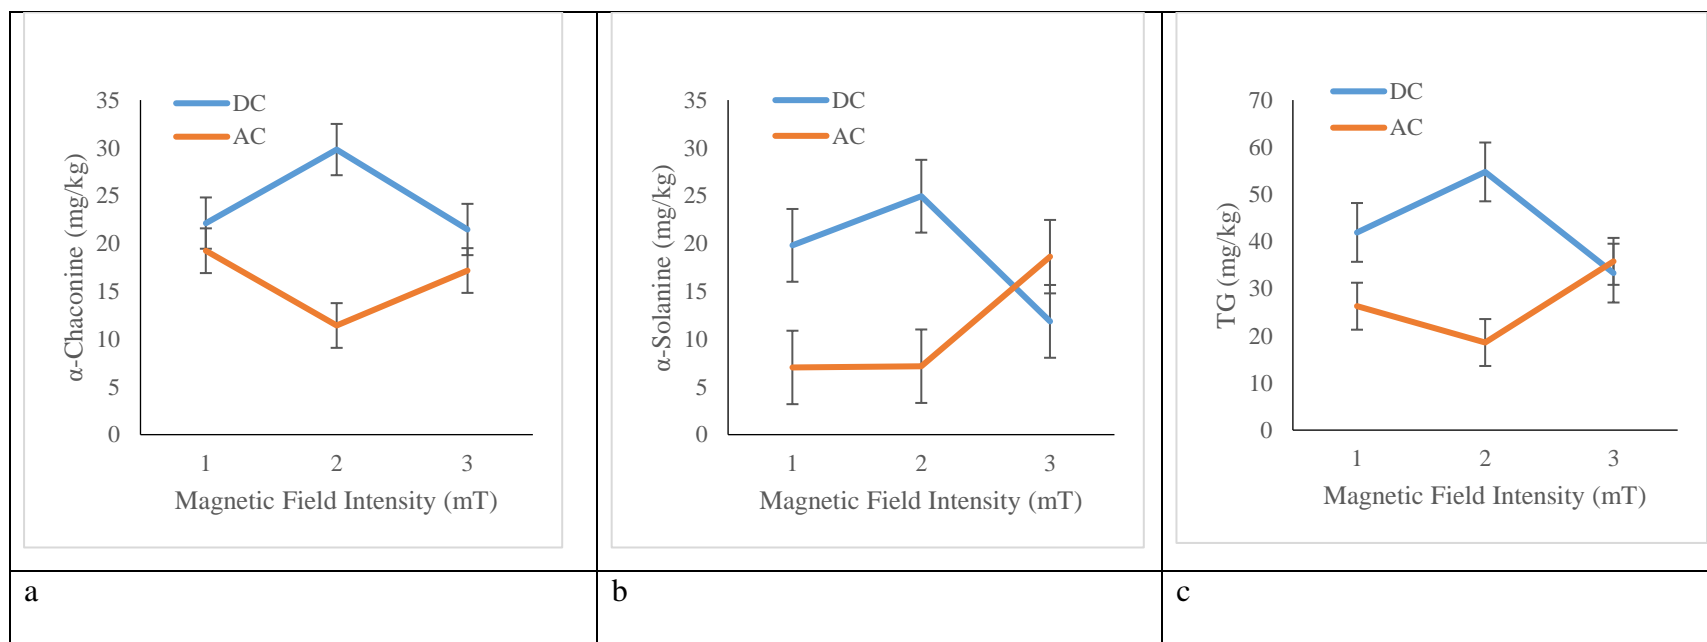 DC
AC
35
30
25
20
15
10
5
0
α-Chaconine (mg/kg)
1 2 3
Magnetic Field Intensity (mT)
a
DC
AC
35
30
25
20
15
10
5
0
α-Solanine (mg/kg)
1 2 3
Magnetic Field Intensity (mT)
b
DC
AC
70
60
50
40
30
20
10
0
TG (mg/kg)
1 2 3
Magnetic Field Intensity (mT)
c